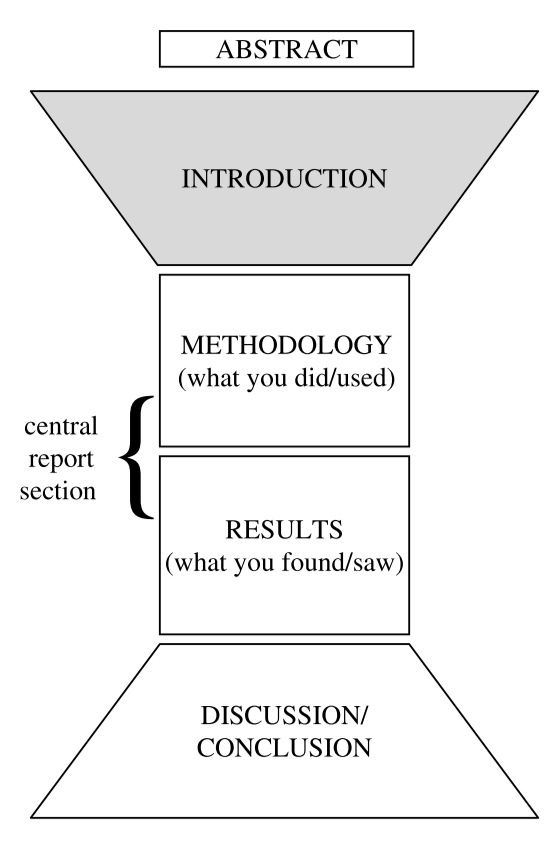 ABSTRACT
INTRODUCTION
METHODOLOGY
(what you did/used)
central
report
section
RESULTS
(what you found/saw)
DISCUSSION/
CONCLUSION